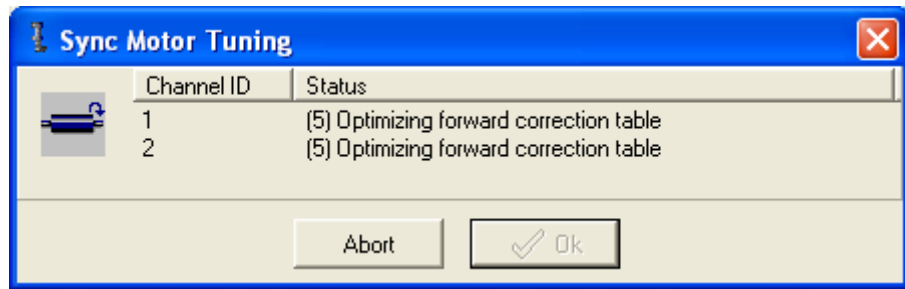 Sync Motor Tuning
Channel ID Status
1 (5) Optimizing forward correction table
2 (5) Optimizing forward correction table
Abort Ok